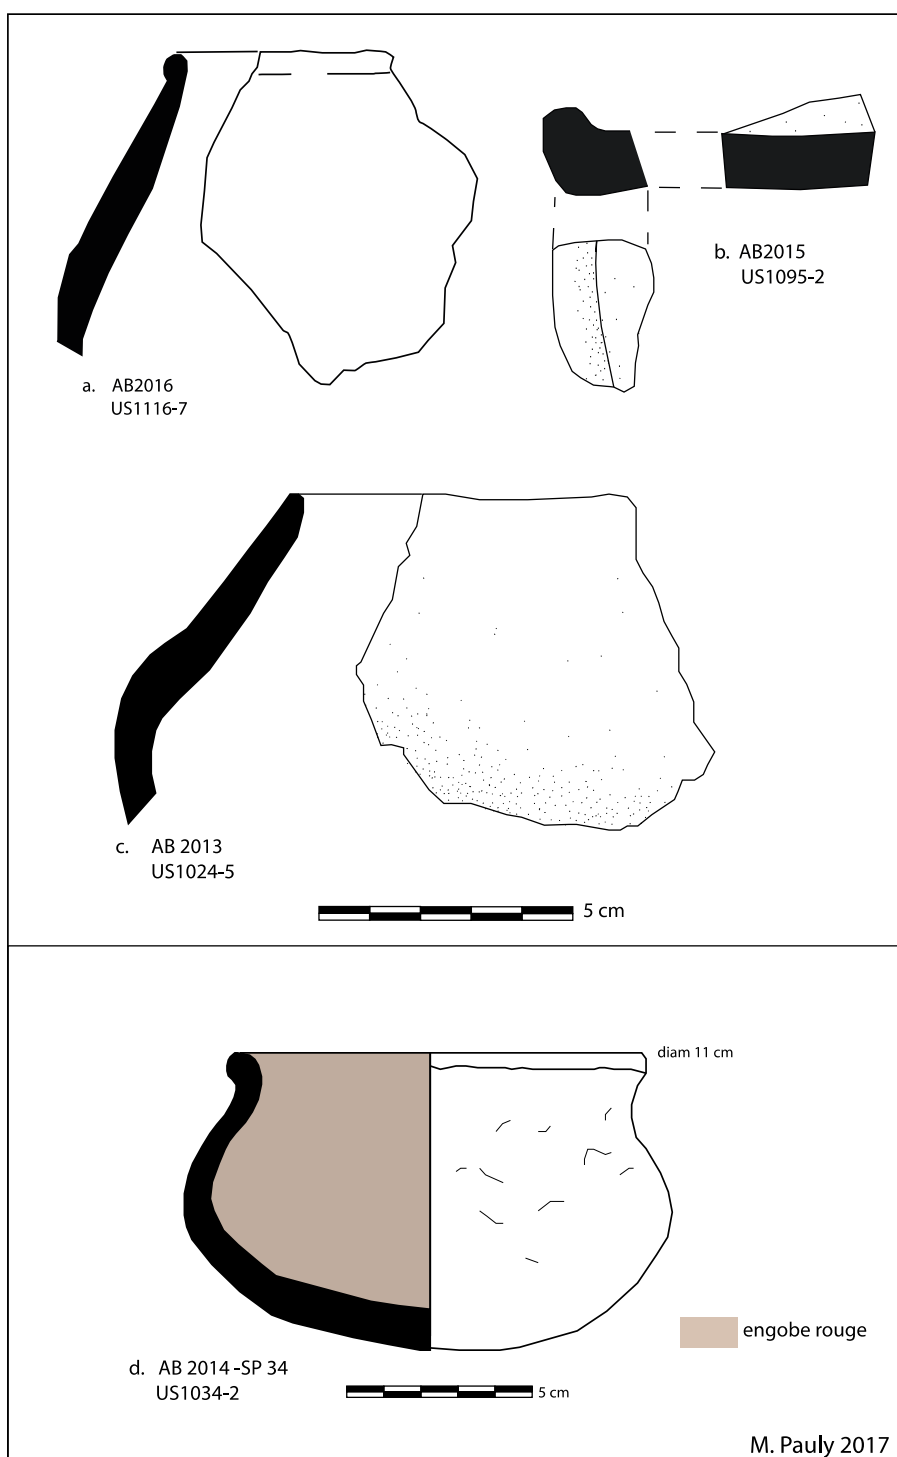 a. AB2016
US1116-7
b. AB2015
US1095-2
c. AB 2013
US1024-5
5 cm
diam 11 cm
engobe rouge
d. AB 2014 -SP 34
US1034-2
5 cm
M. Pauly 2017